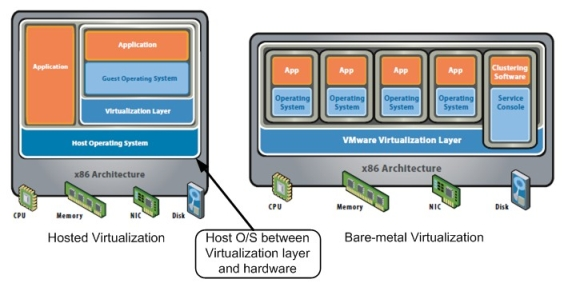 Application
Application
Guest Operating System
Virtualization Layer
Host Operating System
x86 Architecture
CPU
Memory
NIC
Disk
Hosted Virtualization
Host O/S between
Virtualization layer
and hardware
App
App
App
App
Clustering
Software
Operating
System
Operating
System
Operating
System
Operating
System
Service
Console
VMware Virtualization Layer
x86 Architecture
CPU
Memory
NIC
Disk
Bare-metal Virtualization